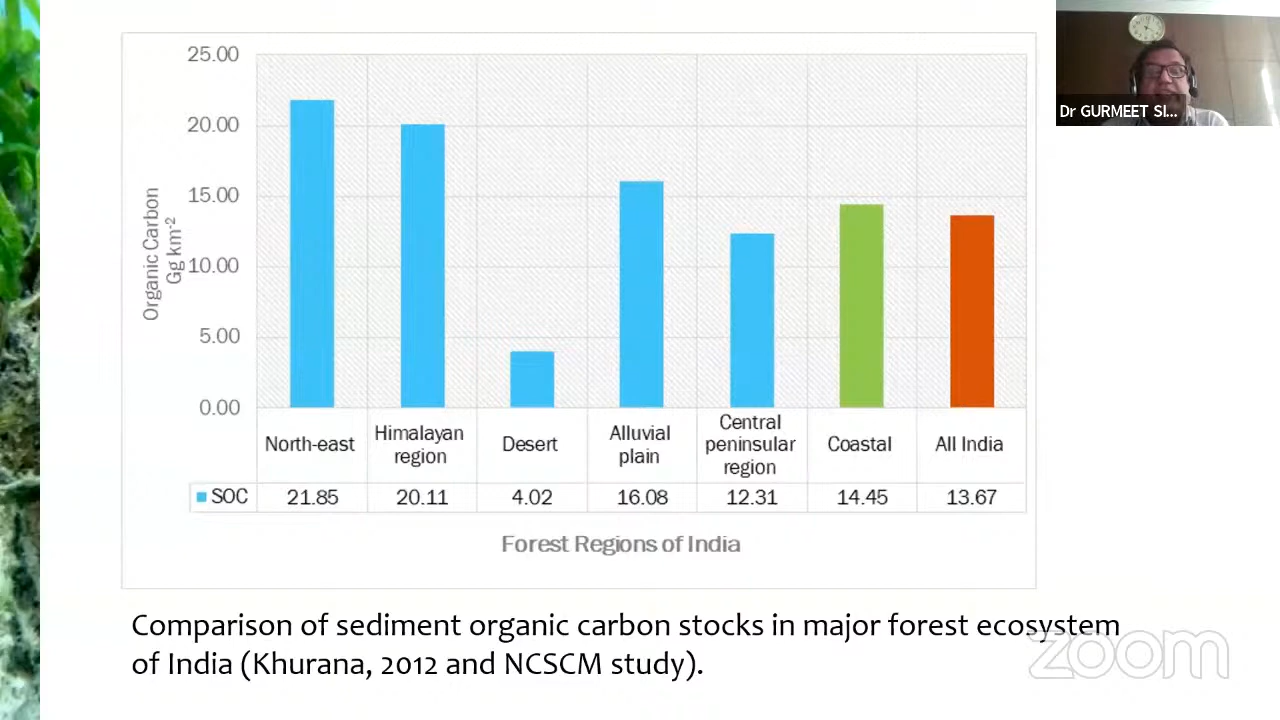 25.00
20.00
15.00
10.00
5.00
0.00
Organic Carbon
Gg km-2
North-east
Himalayan
region
Desert
Alluvial
plain
Central
peninsular
region
Coastal
All India
SOC 21.85 20.11 4.02 16.08 12.31 14.45 13.67
Forest Regions of India
Comparison of sediment organic carbon stocks in major forest ecosystem
of India (Khurana, 2012 and NCSCM study).
Dr GURMEET SI...
zoom